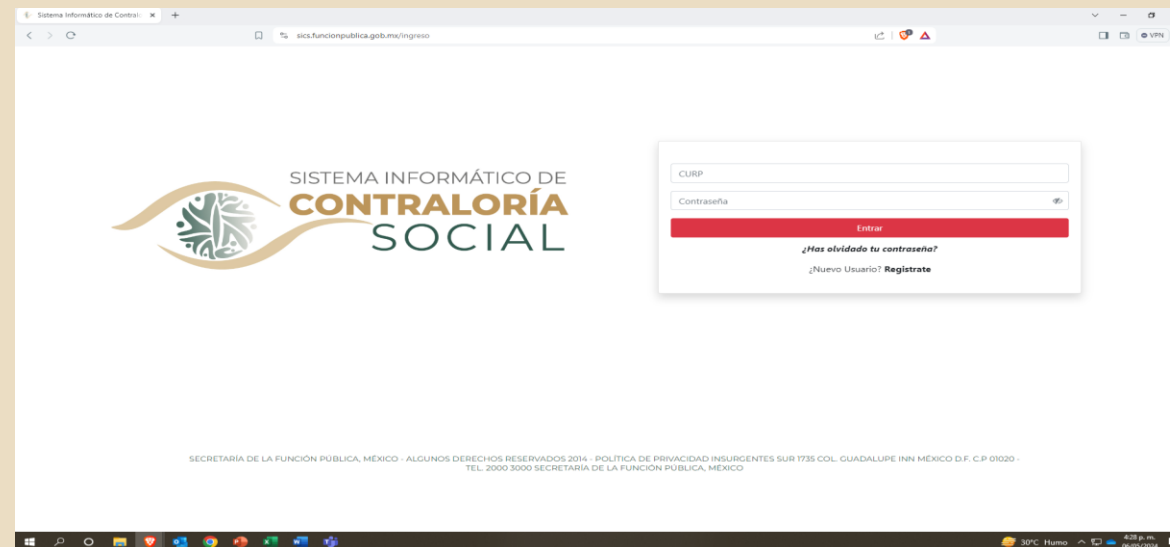 Sistema Informático de Contral
sics.funcionpublica.gob.mx/ingreso
VPN
SISTEMA INFORMÁTICO DE
CONTRALORÍA
SOCIAL
CURP
Contraseña
Entrar
¿Has olvidado tu contraseña?
¿Nuevo Usuario? Registrate
SECRETARÍA DE LA FUNCIÓN PÚBLICA, MÉXICO - ALGUNOS DERECHOS RESERVADOS 2014 - POLÍTICA DE PRIVACIDAD INSURGENTES SUR 1735 COL. GUADALUPE INN MÉXICO D.F. C.P 01020 -
TEL. 2000 3000 SECRETARÍA DE LA FUNCIÓN PÚBLICA, MÉXICO
30°C Humo
4:28 p. m.
06/05/2024